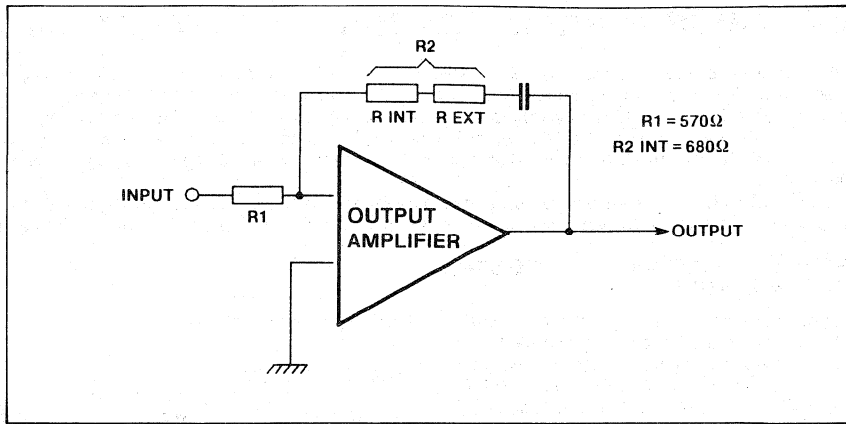 R2
R INT
R EXT
R1 = 570Ω
R2 INT = 680Ω
INPUT
R1
OUTPUT
AMPLIFIER
OUTPUT